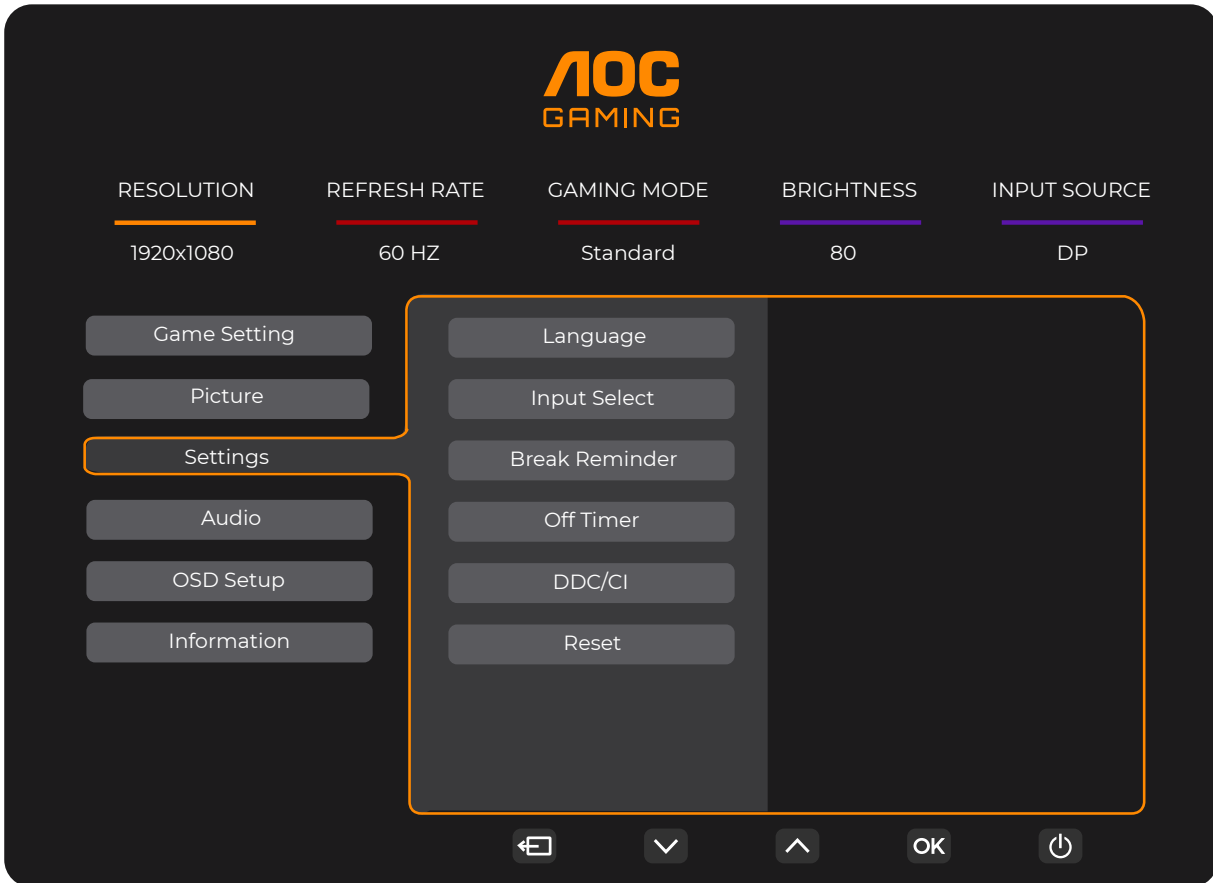 AOC
GAMING
RESOLUTION REFRESH RATE GAMING MODE BRIGHTNESS INPUT SOURCE
1920x1080 60 HZ Standard 80 DP
Game Setting
Picture
Settings
Audio
OSD Setup
Information
Language
Input Select
Break Reminder
Off Timer
DDC/CI
Reset
OK